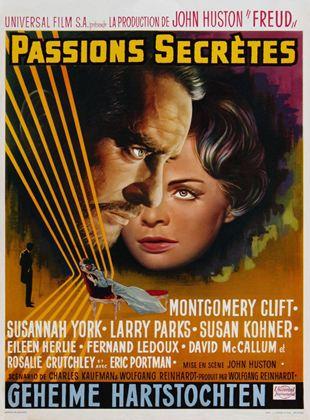 UNIVERSAL FILM S.A. présente LA PRODUCTION DE JOHN HUSTON "FREUD"
PASSIONS SECRÈTES
MONTGOMERY CLIFT
SUSANNAH YORK · LARRY PARKS · SUSAN KOHNER
EILEEN HERLIE · FERNAND LEDOUX · DAVID McCALLUM et
ROSALIE CRUTCHLEY avec ERIC PORTMAN · MISE EN SCÈNE JOHN HUSTON
SCÉNARIO DE CHARLES KAUFMAN & WOLFGANG REINHARDT · PRODUIT PAR WOLFGANG REINHARDT
GEHEIME HARTSTOCHTEN